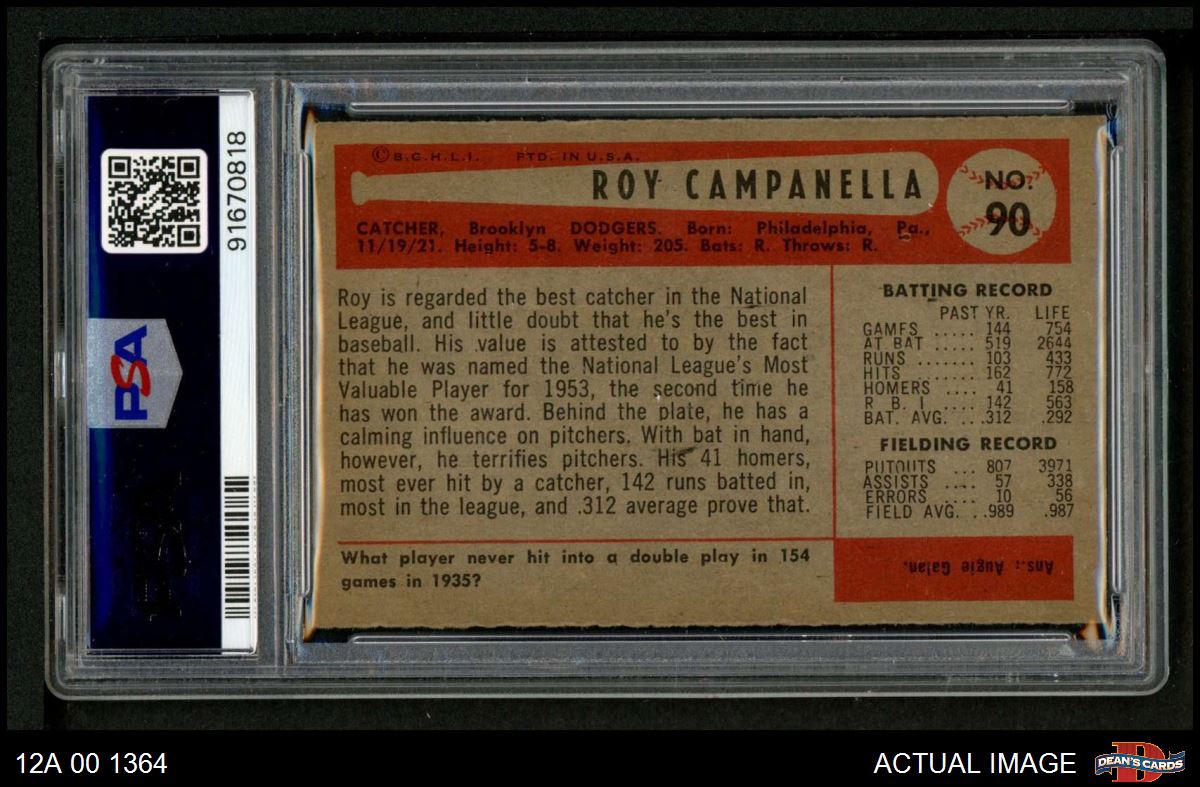 91670818
PSA
© B.G.H.L.I. PTD. IN U.S.A.
ROY CAMPANELLA
NO.
90
CATCHER, Brooklyn DODGERS. Born: Philadelphia, Pa.,
11/19/21. Height: 5-8. Weight: 205. Bats: R. Throws: R.
Roy is regarded the best catcher in the National
League, and little doubt that he's the best in
baseball. His value is attested to by the fact
that he was named the National League's Most
Valuable Player for 1953, the second time he
has won the award. Behind the plate, he has a
calming influence on pitchers. With bat in hand,
however, he terrifies pitchers. His 41 homers,
most ever hit by a catcher, 142 runs batted in,
most in the league, and .312 average prove that.
What player never hit into a double play in 154
games in 1935?
BATTING RECORD
PAST YR. LIFE
GAMES ..... 144 754
AT BAT ..... 519 2644
RUNS ....... 103 433
HITS ....... 162 772
HOMERS .... 41 158
R. B. I. .... 142 563
BAT. AVG. ...312 .292
FIELDING RECORD
PUTOUTS ... 807 3971
ASSISTS .... 57 338
ERRORS .... 10 56
FIELD AVG. ..989 .987
Ans.: Augie Galan.
12A 00 1364
ACTUAL IMAGE
D
DEAN'S CARDS